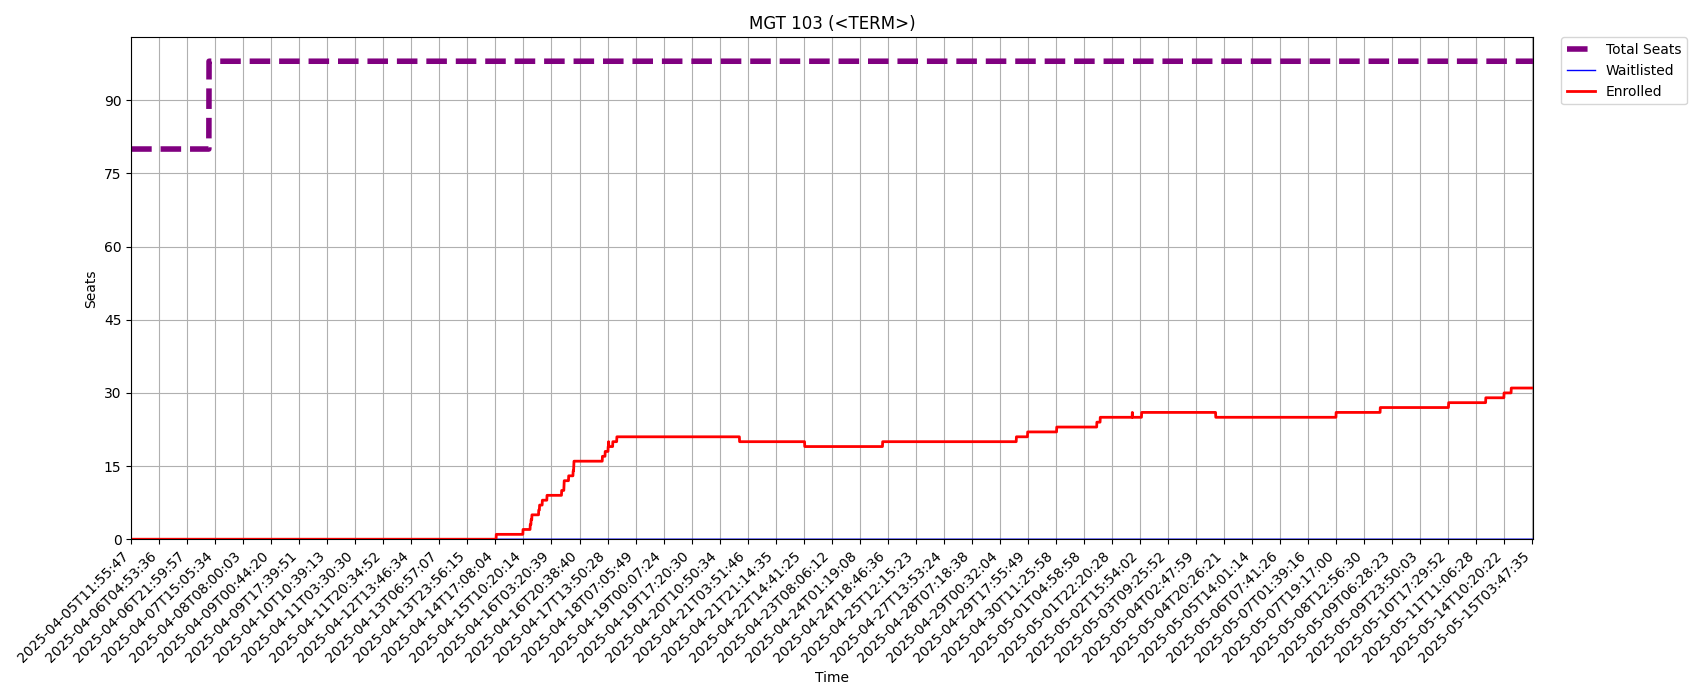 MGT 103 (<TERM>)
Total Seats
Waitlisted
Enrolled
Seats
90
75
60
45
30
15
0
2025-04-05T11:55:47
2025-04-06T04:53:36
2025-04-06T21:59:57
2025-04-07T15:05:34
2025-04-08T08:00:03
2025-04-09T00:44:20
2025-04-09T17:39:51
2025-04-10T10:39:13
2025-04-11T03:30:30
2025-04-11T20:34:52
2025-04-12T13:46:34
2025-04-13T06:57:07
2025-04-13T23:56:15
2025-04-14T17:08:04
2025-04-15T10:20:14
2025-04-16T03:20:39
2025-04-16T20:38:40
2025-04-17T13:50:28
2025-04-18T07:05:49
2025-04-19T00:07:24
2025-04-19T17:20:30
2025-04-20T10:50:34
2025-04-21T03:51:46
2025-04-21T21:14:35
2025-04-22T14:41:25
2025-04-23T08:06:12
2025-04-24T01:19:08
2025-04-24T18:46:36
2025-04-25T12:15:23
2025-04-27T13:53:24
2025-04-28T07:18:38
2025-04-29T00:32:04
2025-04-29T17:55:49
2025-04-30T11:25:58
2025-05-01T04:58:58
2025-05-01T22:20:28
2025-05-02T15:54:02
2025-05-03T09:25:52
2025-05-04T02:47:59
2025-05-04T20:26:21
2025-05-05T14:01:14
2025-05-06T07:41:26
2025-05-07T01:39:16
2025-05-07T19:17:00
2025-05-08T12:56:30
2025-05-09T06:28:23
2025-05-09T23:50:03
2025-05-10T17:29:52
2025-05-11T11:06:28
2025-05-14T10:20:22
2025-05-15T03:47:35
Time